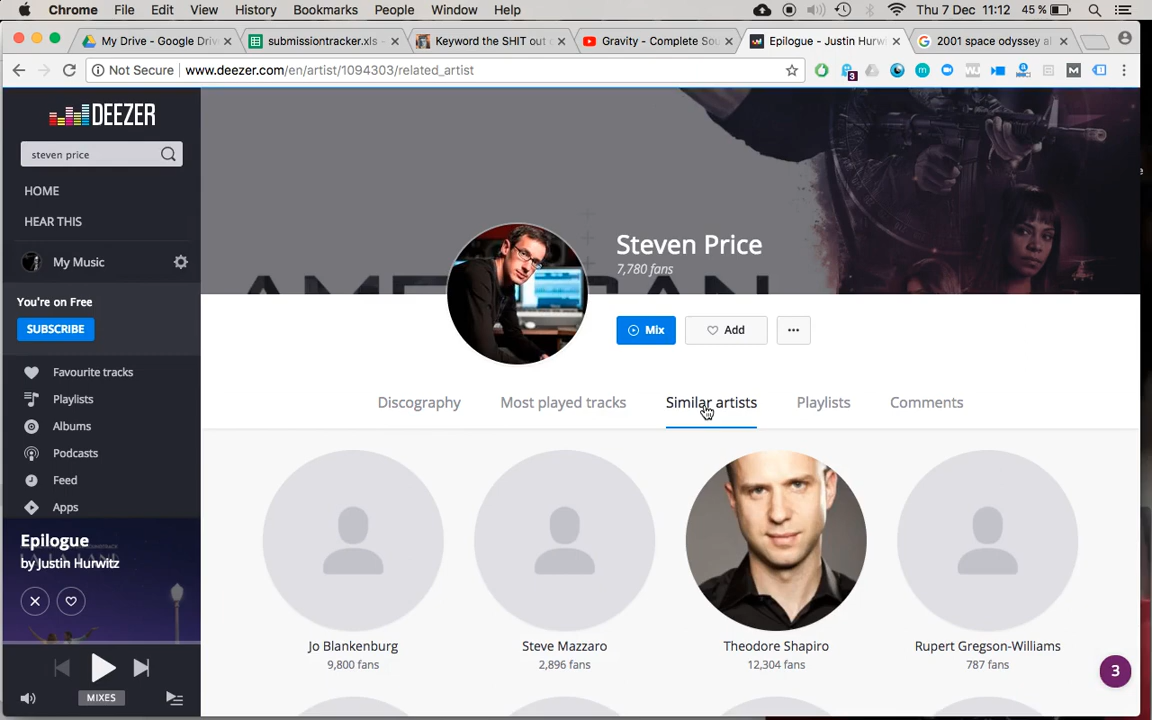 Chrome File Edit View History Bookmarks People Window Help Thu 7 Dec 11:12 45%
My Drive - Google Driv submissiontracker.xls - Keyword the SHIT out o Gravity - Complete Sou Epilogue - Justin Hurwi 2001 space odyssey al
Not Secure www.deezer.com/en/artist/1094303/related_artist
3
DEEZER
steven price
HOME
HEAR THIS
My Music
You're on Free
SUBSCRIBE
Favourite tracks
Playlists
Albums
Podcasts
Feed
Apps
Epilogue
by Justin Hurwitz
MIXES
AMERICAN
Steven Price
7,780 fans
Mix Add ...
Discography Most played tracks Similar artists Playlists Comments
Jo Blankenburg Steve Mazzaro Theodore Shapiro Rupert Gregson-Williams
9,800 fans 2,896 fans 12,304 fans 787 fans
3